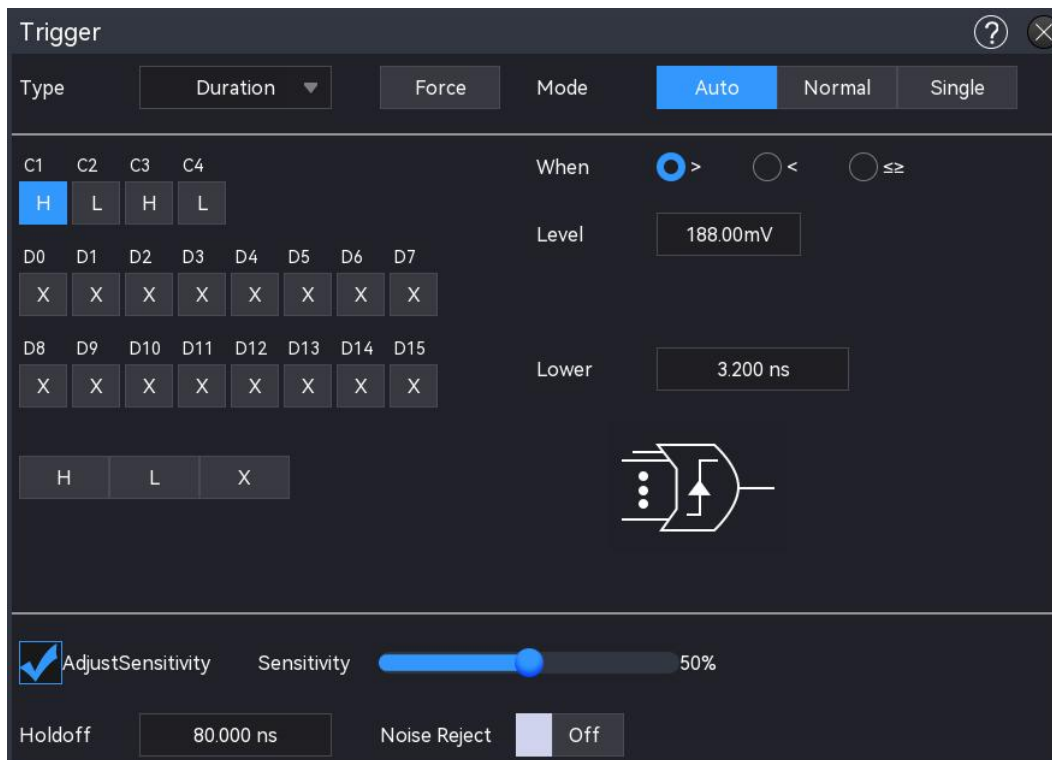 Trigger ?
Type Duration Force Mode Auto Normal Single
C1 C2 C3 C4 When > < ≤≥
H L H L
Level 188.00mV
D0 D1 D2 D3 D4 D5 D6 D7
X X X X X X X X
D8 D9 D10 D11 D12 D13 D14 D15
X X X X X X X X
Lower 3.200 ns
H L X
AdjustSensitivity Sensitivity 50%
Holdoff 80.000 ns Noise Reject Off